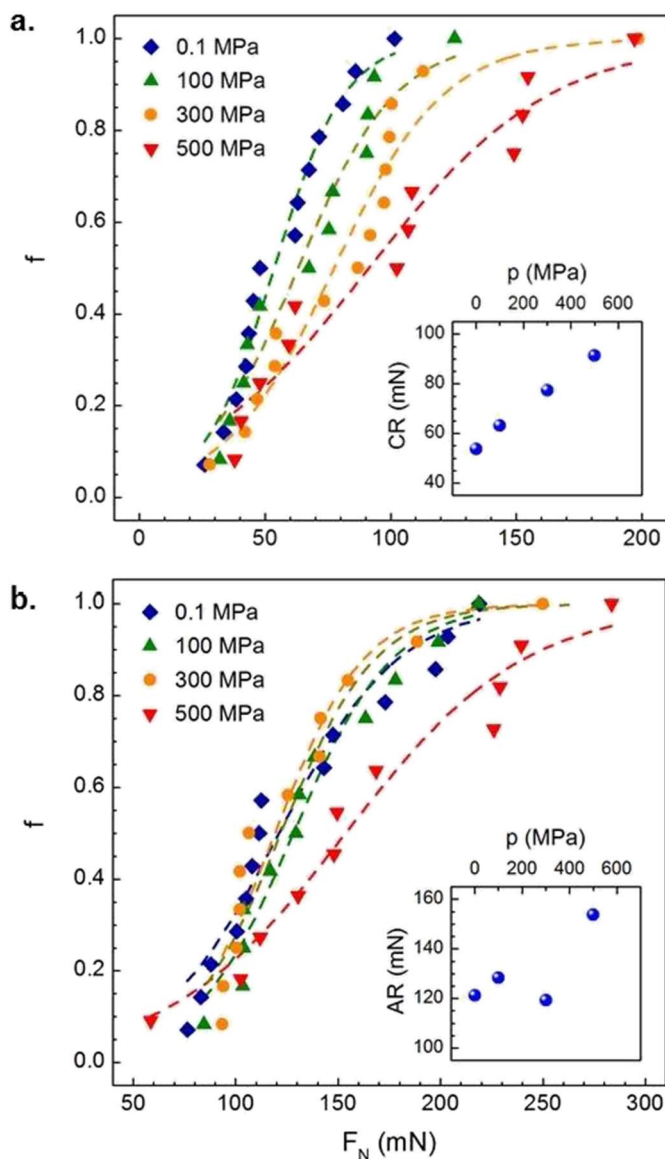 a.
1.0
0.8
0.6
0.4
0.2
0.0
f
0.1 MPa
100 MPa
300 MPa
500 MPa
p (MPa)
0 200 400 600
100
80
60
40
CR (mN)
0 50 100 150 200
b.
1.0
0.8
0.6
0.4
0.2
0.0
f
0.1 MPa
100 MPa
300 MPa
500 MPa
p (MPa)
0 200 400 600
160
140
120
100
AR (mN)
50 100 150 200 250 300
F_N (mN)